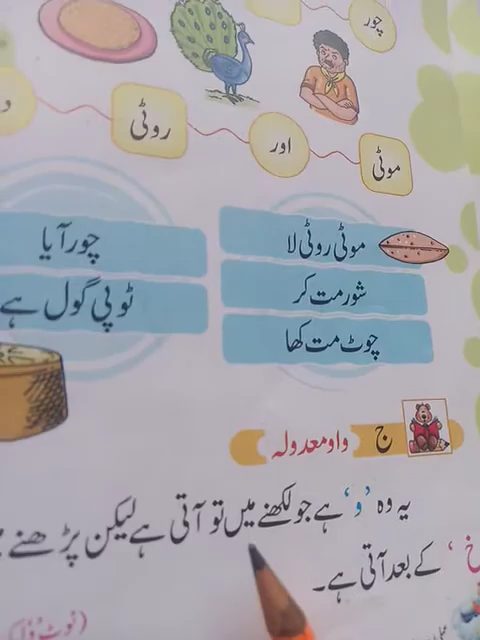 چور
موٹی اور روٹی
موٹی روٹی لا
شور مت کر
چوٹ مت کھا
چور آیا
ٹوپی گول ہے
ج واو معدولہ
یہ وہ ’و‘ ہے جو لکھنے میں تو آتی ہے لیکن پڑھنے
خ‘ کے بعد آتی ہے۔